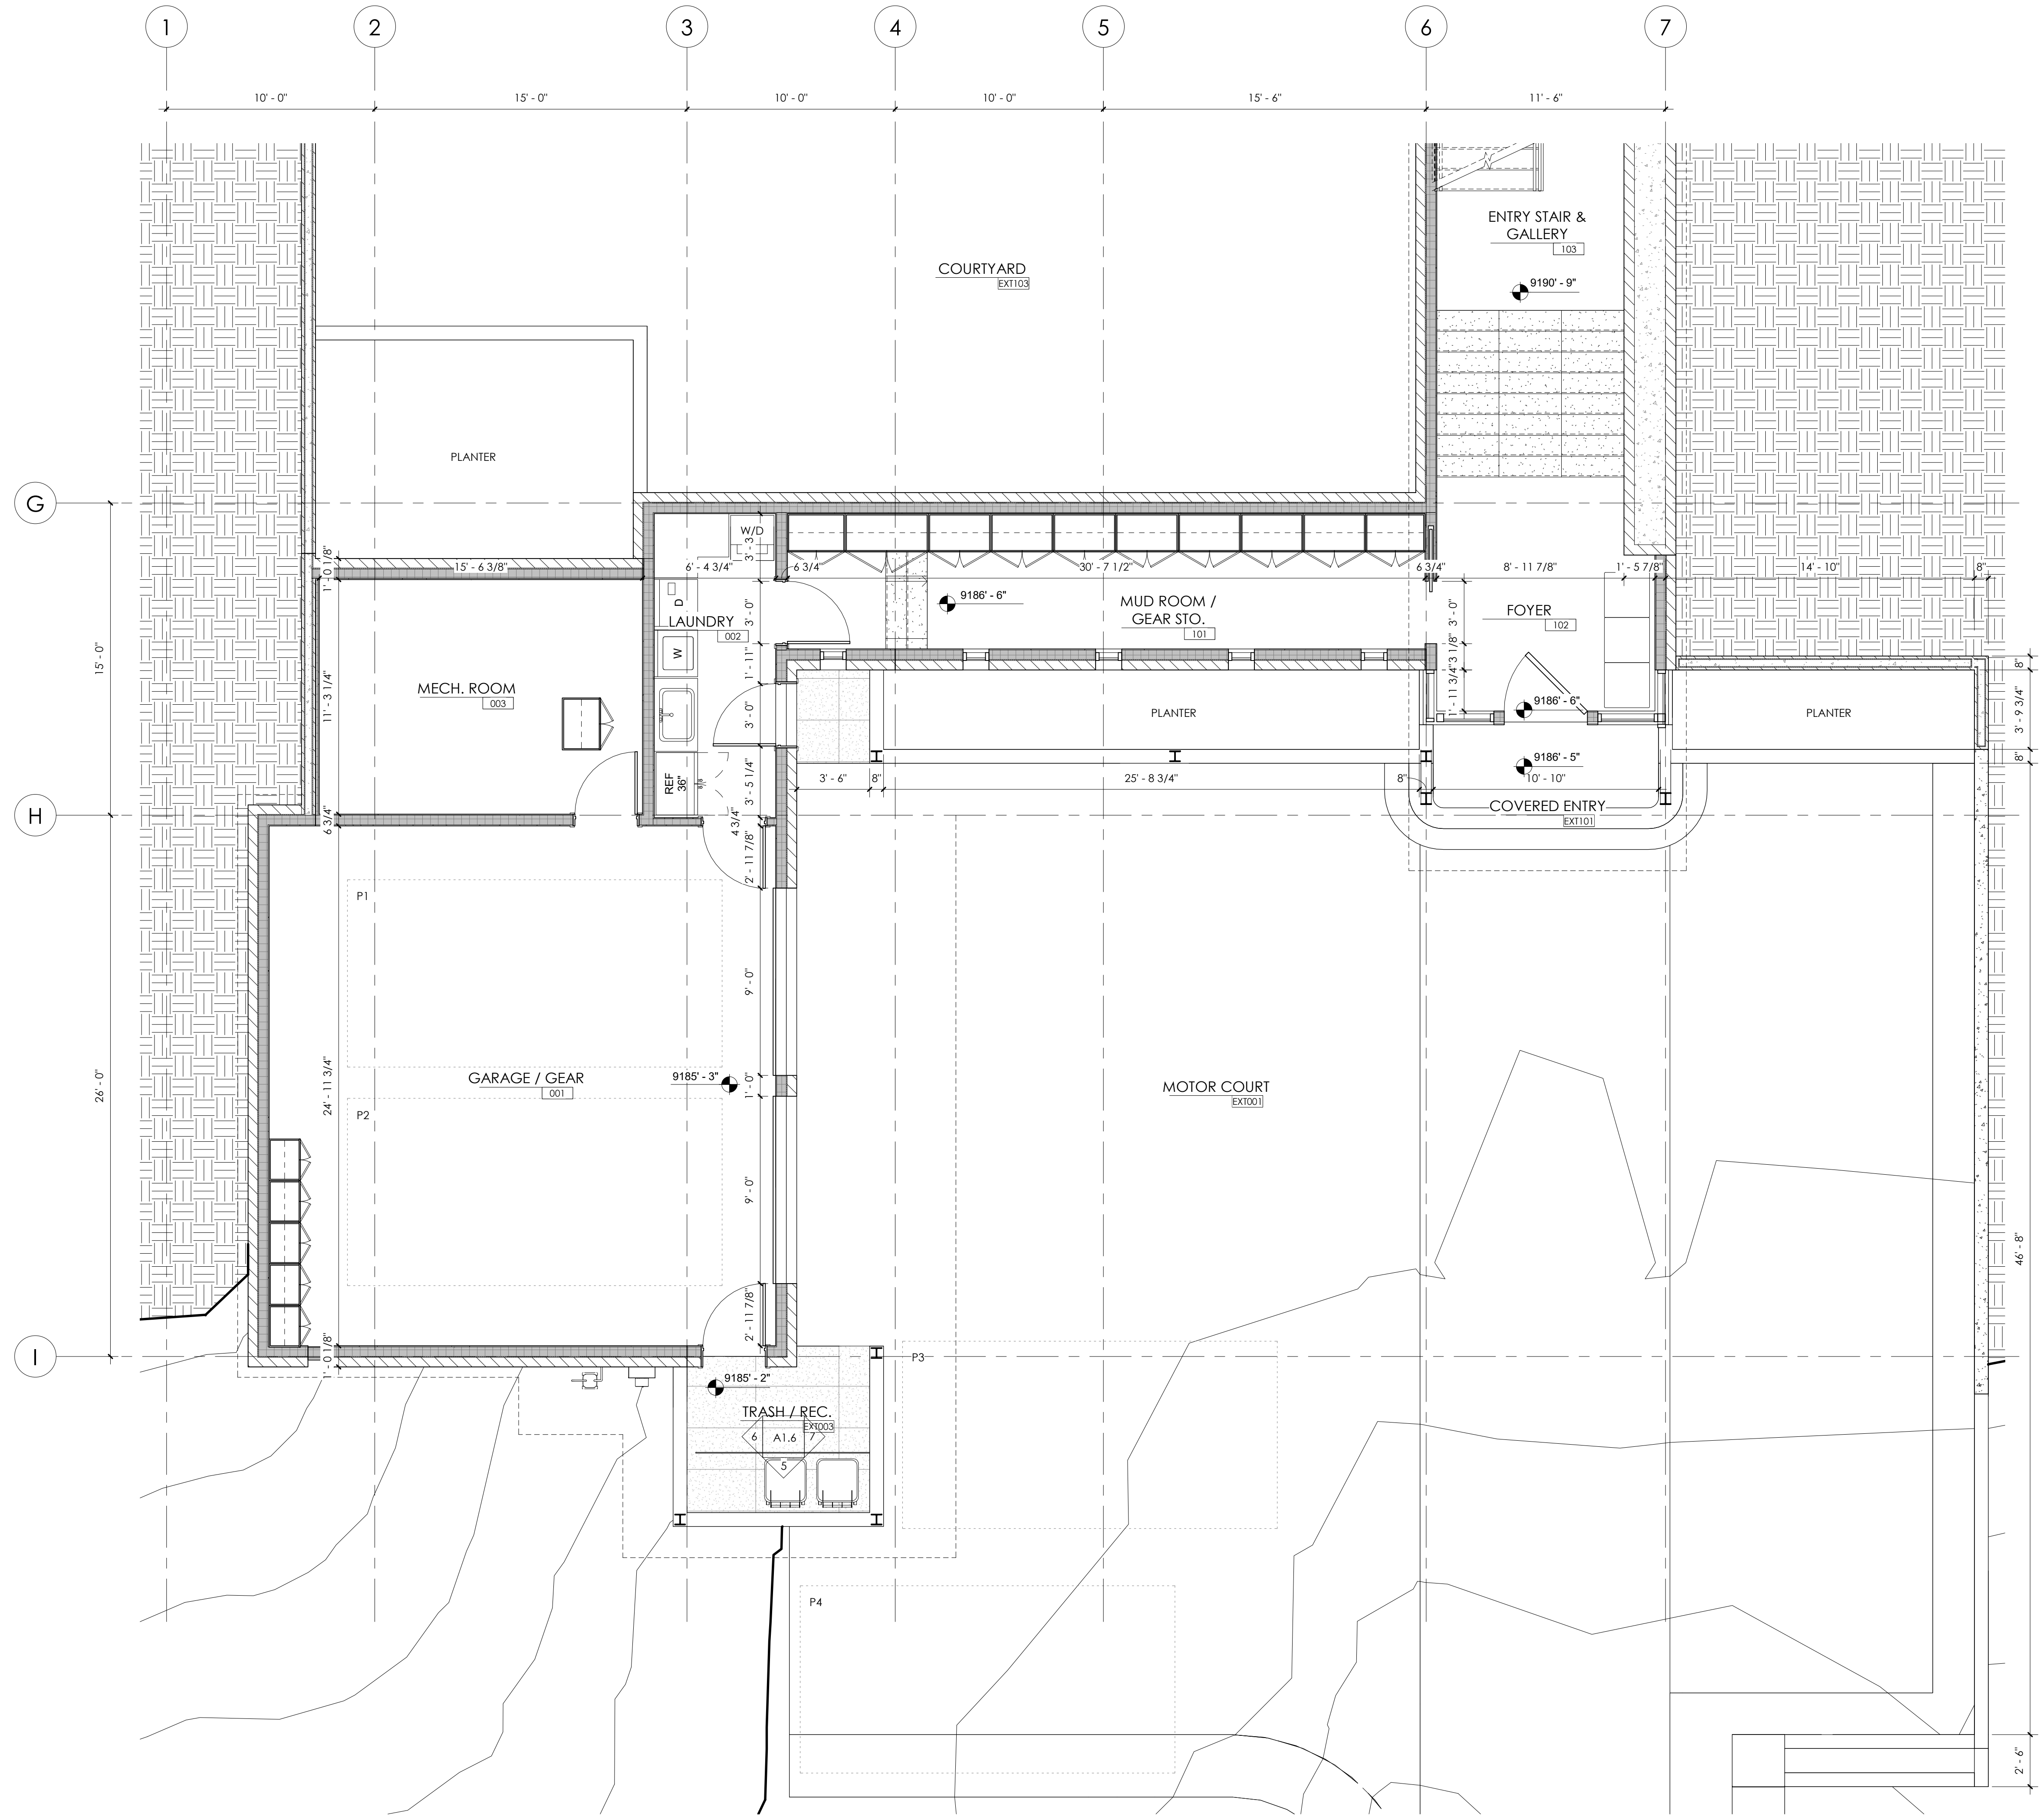 1 2 3 4 5 6 7
10' - 0" 15' - 0" 10' - 0" 10' - 0" 15' - 6" 11' - 6"
ENTRY STAIR &
GALLERY
103
COURTYARD
EXT103
9190' - 9"
PLANTER
G
W/D
3' - 3"
1' - 0 1/8"
15' - 6 3/8" 6' - 4 3/4" 6 3/4" 30' - 7 1/2" 6 3/4" 8' - 11 7/8" 1' - 5 7/8" 14' - 10" 8"
D
LAUNDRY
002
3' - 0"
9186' - 6"
MUD ROOM /
GEAR STO.
101
3' - 0"
FOYER
102
15' - 0"
W
1' - 11"
3 1/8"
8"
MECH. ROOM
003
11' - 3 1/4"
3' - 0"
1' - 11 3/4"
9186' - 6"
PLANTER
PLANTER
3' - 9 3/4"
8"
REF
36"
3' - 5 1/4"
3' - 6" 8" 25' - 8 3/4" 8" 10' - 10"
9186' - 5"
COVERED ENTRY
EXT101
H
6 3/4"
4 3/4"
2' - 11 7/8"
P1
9' - 0"
26' - 0"
24' - 11 3/4"
GARAGE / GEAR
001
9185' - 3"
1' - 0"
MOTOR COURT
EXT001
P2
9' - 0"
46' - 8"
2' - 11 7/8"
I
1' - 0 1/8"
P3
9185' - 2"
TRASH / REC.
EXT003
6 A1.6 7
5
P4
2' - 6"